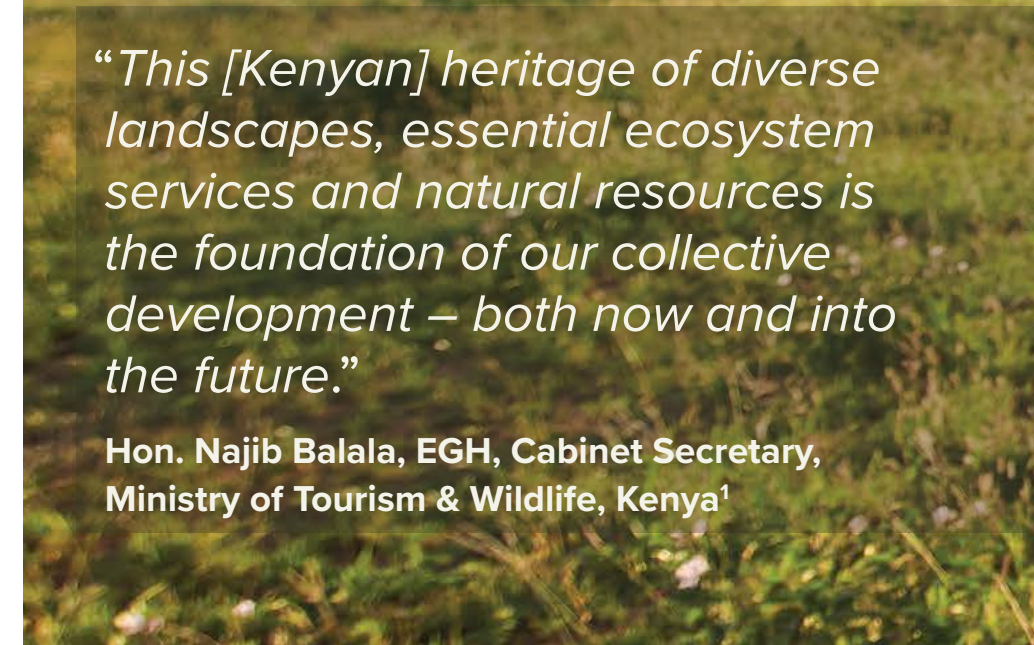 “This [Kenyan] heritage of diverse
landscapes, essential ecosystem
services and natural resources is
the foundation of our collective
development – both now and into
the future.”
Hon. Najib Balala, EGH, Cabinet Secretary,
Ministry of Tourism & Wildlife, Kenya¹